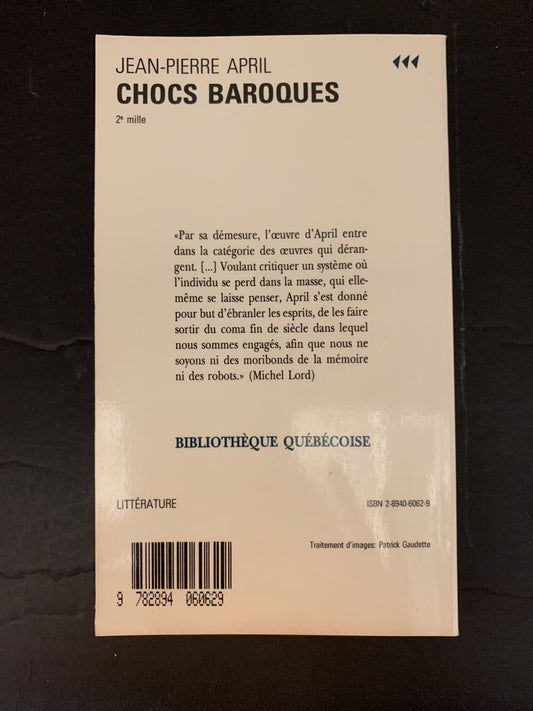 JEAN-PIERRE APRIL
CHOCS BAROQUES
2e mille
«Par sa démesure, l'œuvre d'April entre
dans la catégorie des œuvres qui déran-
gent. [...] Voulant critiquer un système où
l'individu se perd dans la masse, qui elle-
même se laisse penser, April s'est donné
pour but d'ébranler les esprits, de les faire
sortir du coma fin de siècle dans lequel
nous sommes engagés, afin que nous ne
soyons ni des moribonds de la mémoire
ni des robots.» (Michel Lord)
BIBLIOTHÈQUE QUÉBÉCOISE
LITTÉRATURE
ISBN 2-8940-6062-9
Traitement d'images: Patrick Gaudette
9 782894 060629